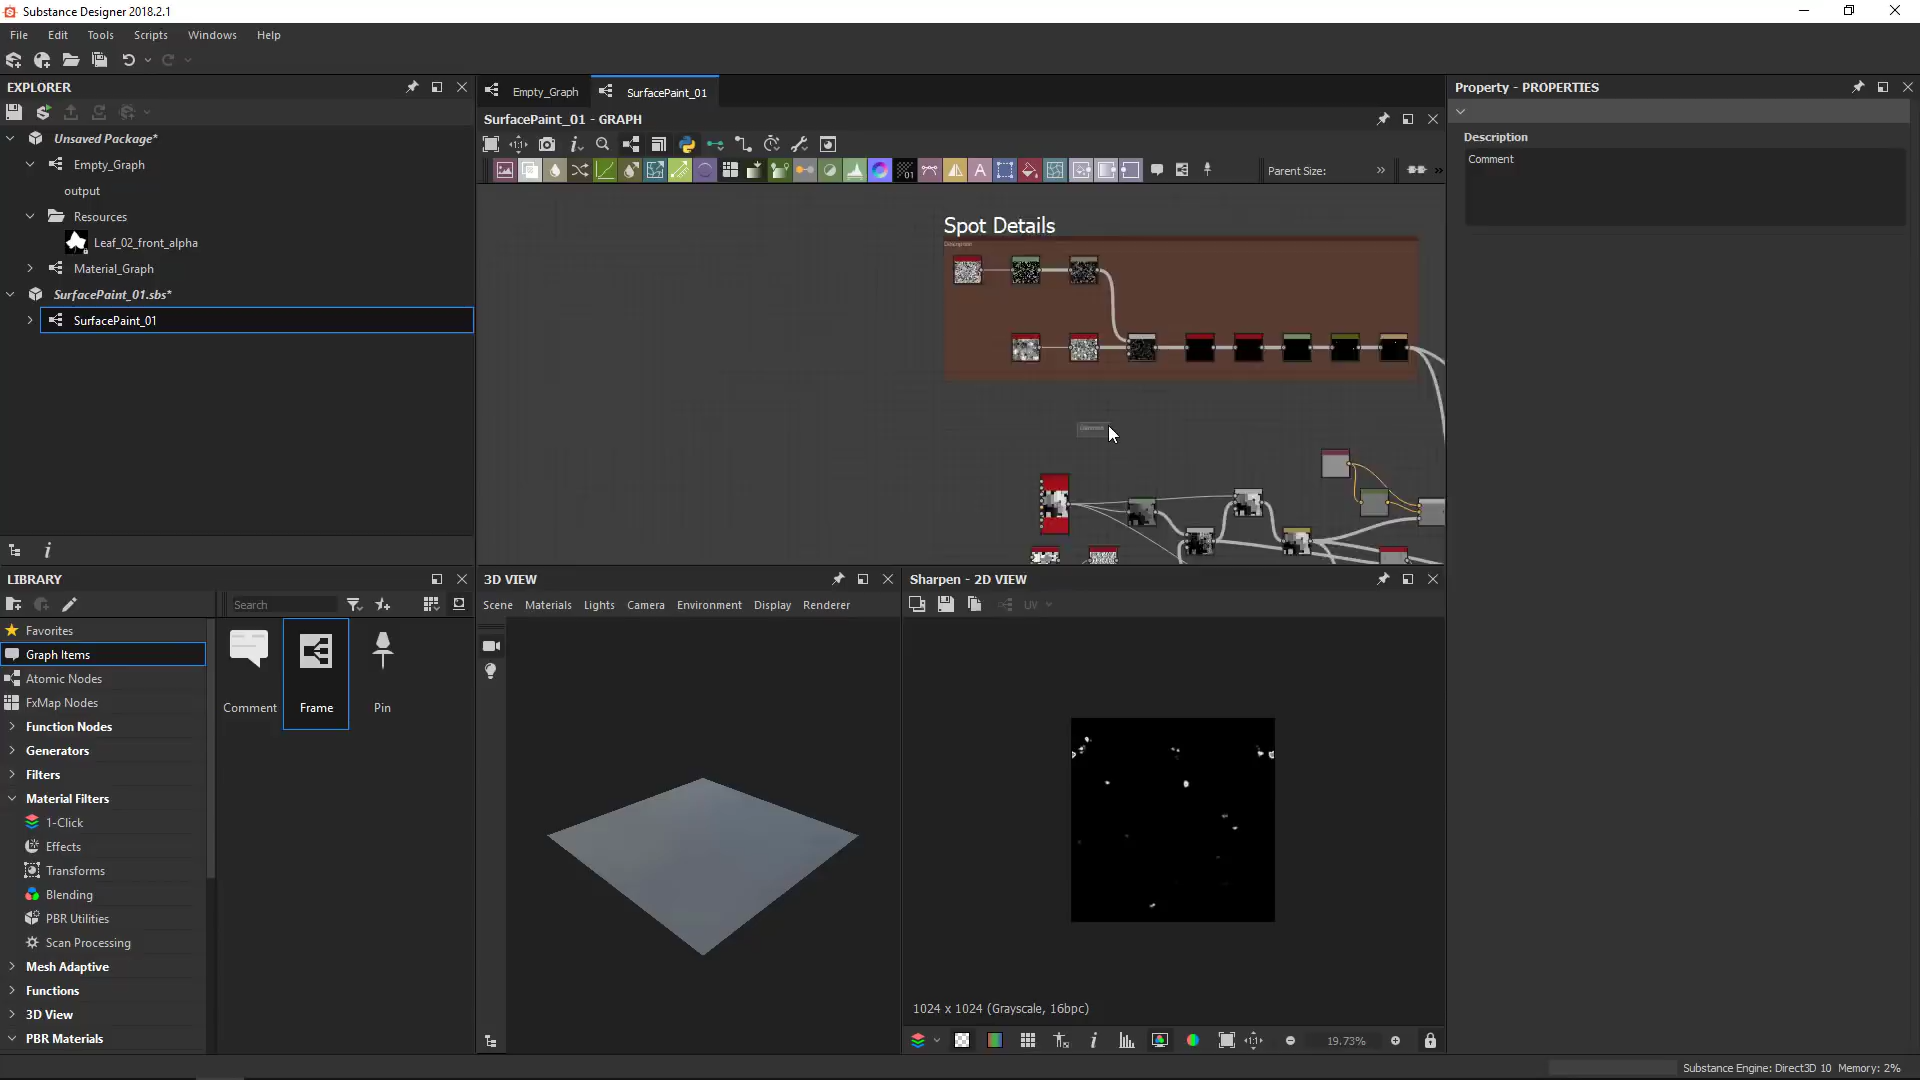 Substance Designer 2018.2.1
File Edit Tools Scripts Windows Help
EXPLORER
Unsaved Package*
Empty_Graph
output
Resources
Leaf_02_front_alpha
Material_Graph
SurfacePaint_01.sbs*
SurfacePaint_01
Empty_Graph SurfacePaint_01
SurfacePaint_01 - GRAPH
Parent Size:
Spot Details
Description
Comment
Property - PROPERTIES
Description
Comment
LIBRARY
Search
Favorites
Graph Items
Atomic Nodes
FxMap Nodes
Function Nodes
Generators
Filters
Material Filters
1-Click
Effects
Transforms
Blending
PBR Utilities
Scan Processing
Mesh Adaptive
Functions
3D View
PBR Materials
Comment Frame Pin
3D VIEW
Scene Materials Lights Camera Environment Display Renderer
Sharpen - 2D VIEW
UV
1024 x 1024 (Grayscale, 16bpc)
19.73%
Substance Engine: Direct3D 10 Memory: 2%